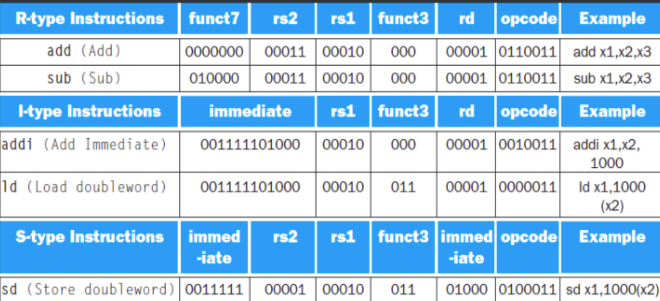 R-type Instructions funct7 rs2 rs1 funct3 rd opcode Example
add (Add) 0000000 00011 00010 000 00001 0110011 add x1,x2,x3
sub (Sub) 010000 00011 00010 000 00001 0110011 sub x1,x2,x3
I-type Instructions immediate rs1 funct3 rd opcode Example
addi (Add Immediate) 001111101000 00010 000 00001 0010011 addi x1,x2,
1000
ld (Load doubleword) 001111101000 00010 011 00001 0000011 ld x1,1000
(x2)
S-type Instructions immed rs2 rs1 funct3 immed opcode Example
-iate -iate
sd (Store doubleword) 0011111 00001 00010 011 01000 0100011 sd x1,1000(x2)